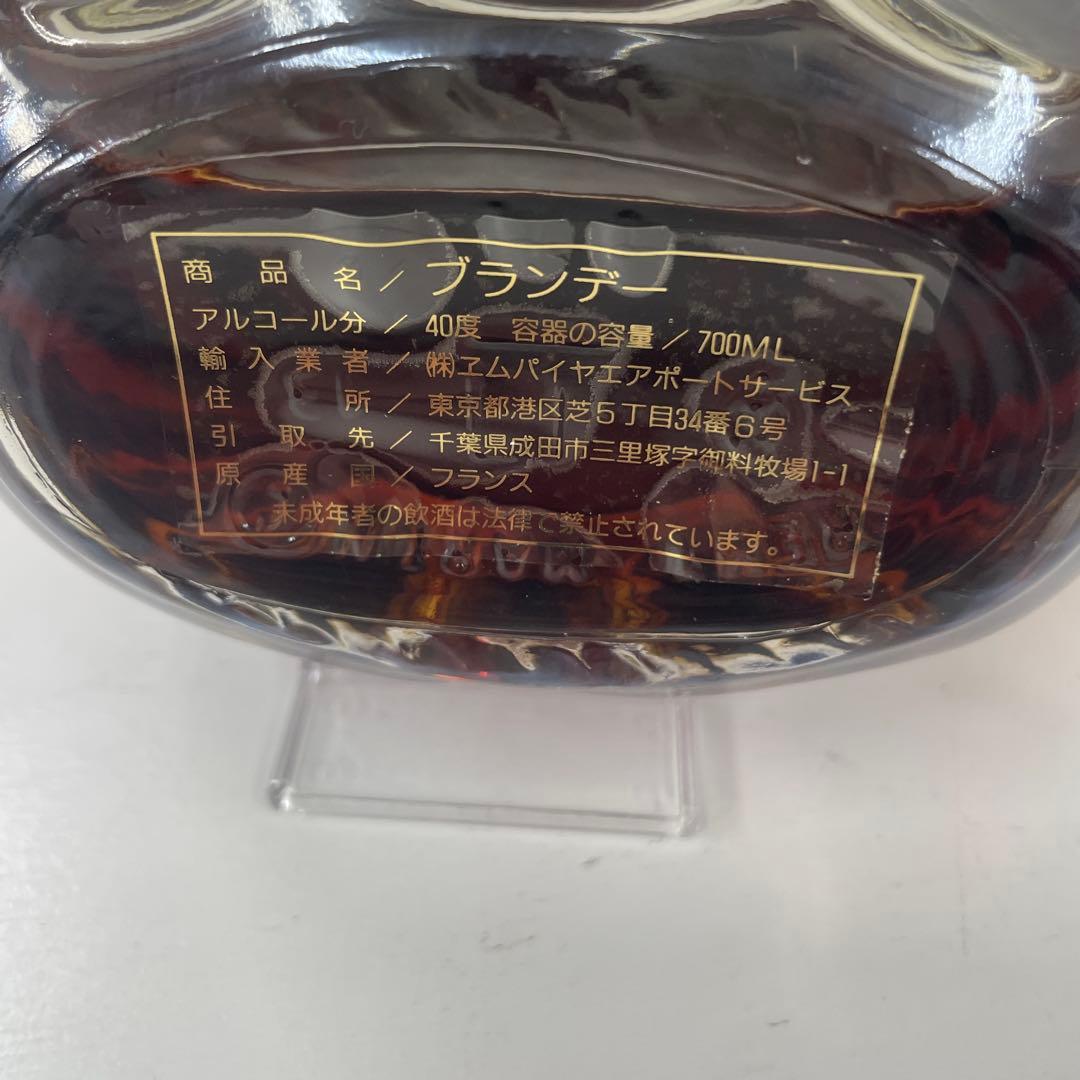 商品名／ブランデー
アルコール分／40度 容器の容量／700ML
輸入業者／㈱ヱムパイヤエアポートサービス
住所／東京都港区芝5丁目34番6号
引取先／千葉県成田市三里塚字御料牧場1-1
原産国／フランス
未成年者の飲酒は法律で禁止されています。